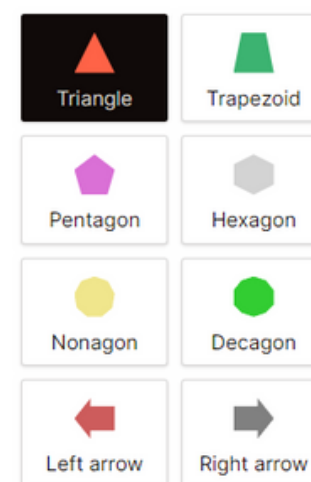 Triangle
Trapezoid
Pentagon
Hexagon
Nonagon
Decagon
Left arrow
Right arrow